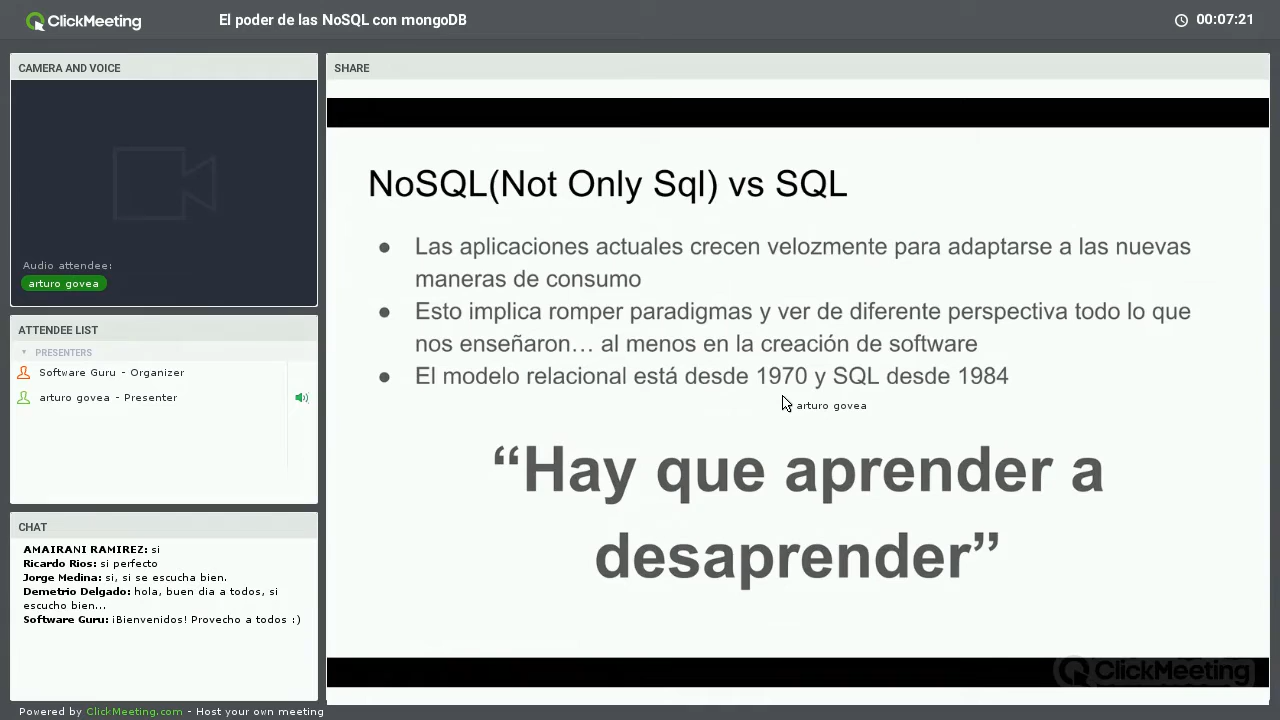 ClickMeeting
El poder de las NoSQL con mongoDB
00:07:21
CAMERA AND VOICE
Audio attendee:
arturo govea
ATTENDEE LIST
PRESENTERS
Software Guru - Organizer
arturo govea - Presenter
CHAT
AMAIRANI RAMIREZ: si
Ricardo Rios: si perfecto
Jorge Medina: si, si se escucha bien.
Demetrio Delgado: hola, buen dia a todos, si
escucho bien...
Software Guru: ¡Bienvenidos! Provecho a todos :)
SHARE
NoSQL(Not Only Sql) vs SQL
● Las aplicaciones actuales crecen velozmente para adaptarse a las nuevas
maneras de consumo
● Esto implica romper paradigmas y ver de diferente perspectiva todo lo que
nos enseñaron… al menos en la creación de software
● El modelo relacional está desde 1970 y SQL desde 1984
arturo govea
“Hay que aprender a
desaprender”
ClickMeeting
Powered by ClickMeeting.com - Host your own meeting